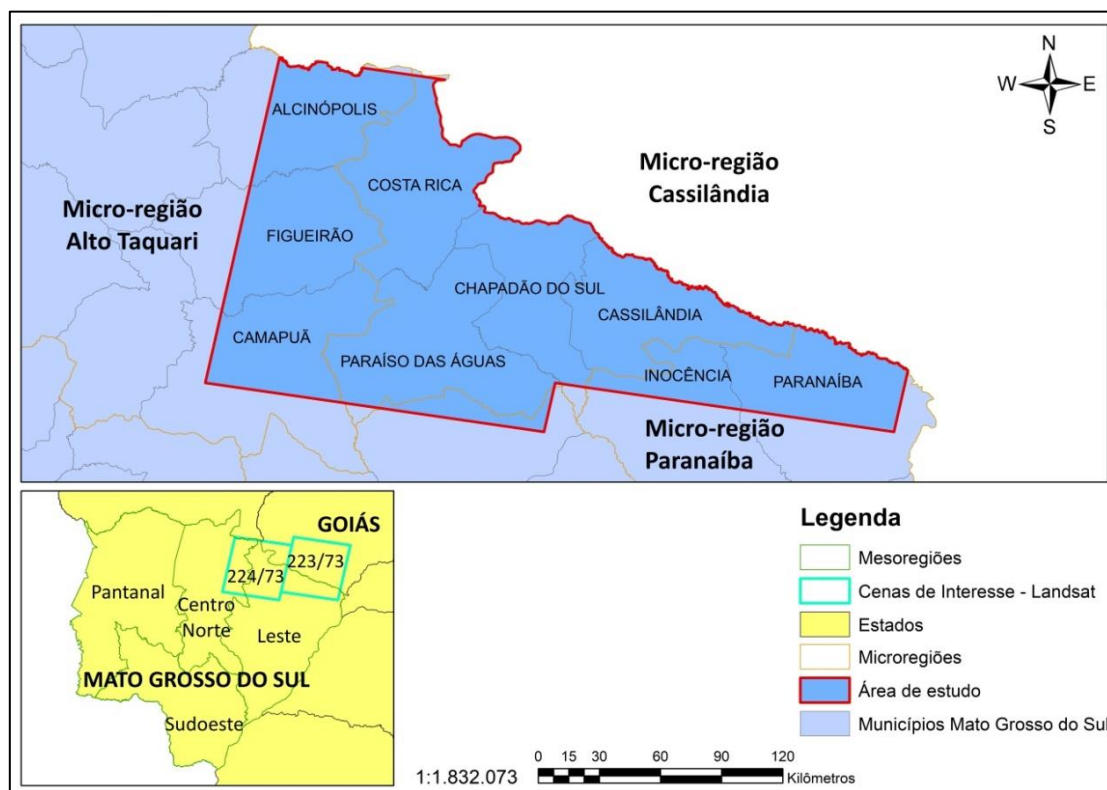 N
W E
S
ALCINÓPOLIS
COSTA RICA
Micro-região
Cassilândia
Micro-região
Alto Taquari
FIGUEIRÃO
CHAPADÃO DO SUL
CASSILÂNDIA
CAMAPUÃ
PARAÍSO DAS ÁGUAS
INOCÊNCIA
PARANAÍBA
Micro-região
Paranaíba
GOIÁS
223/73
224/73
Pantanal
Centro
Norte
Leste
MATO GROSSO DO SUL
Sudoeste
Legenda
Mesoregiões
Cenas de Interesse - Landsat
Estados
Microregiões
Área de estudo
Municípios Mato Grosso do Sul
1:1.832.073
0 15 30 60 90 120
Kilômetros